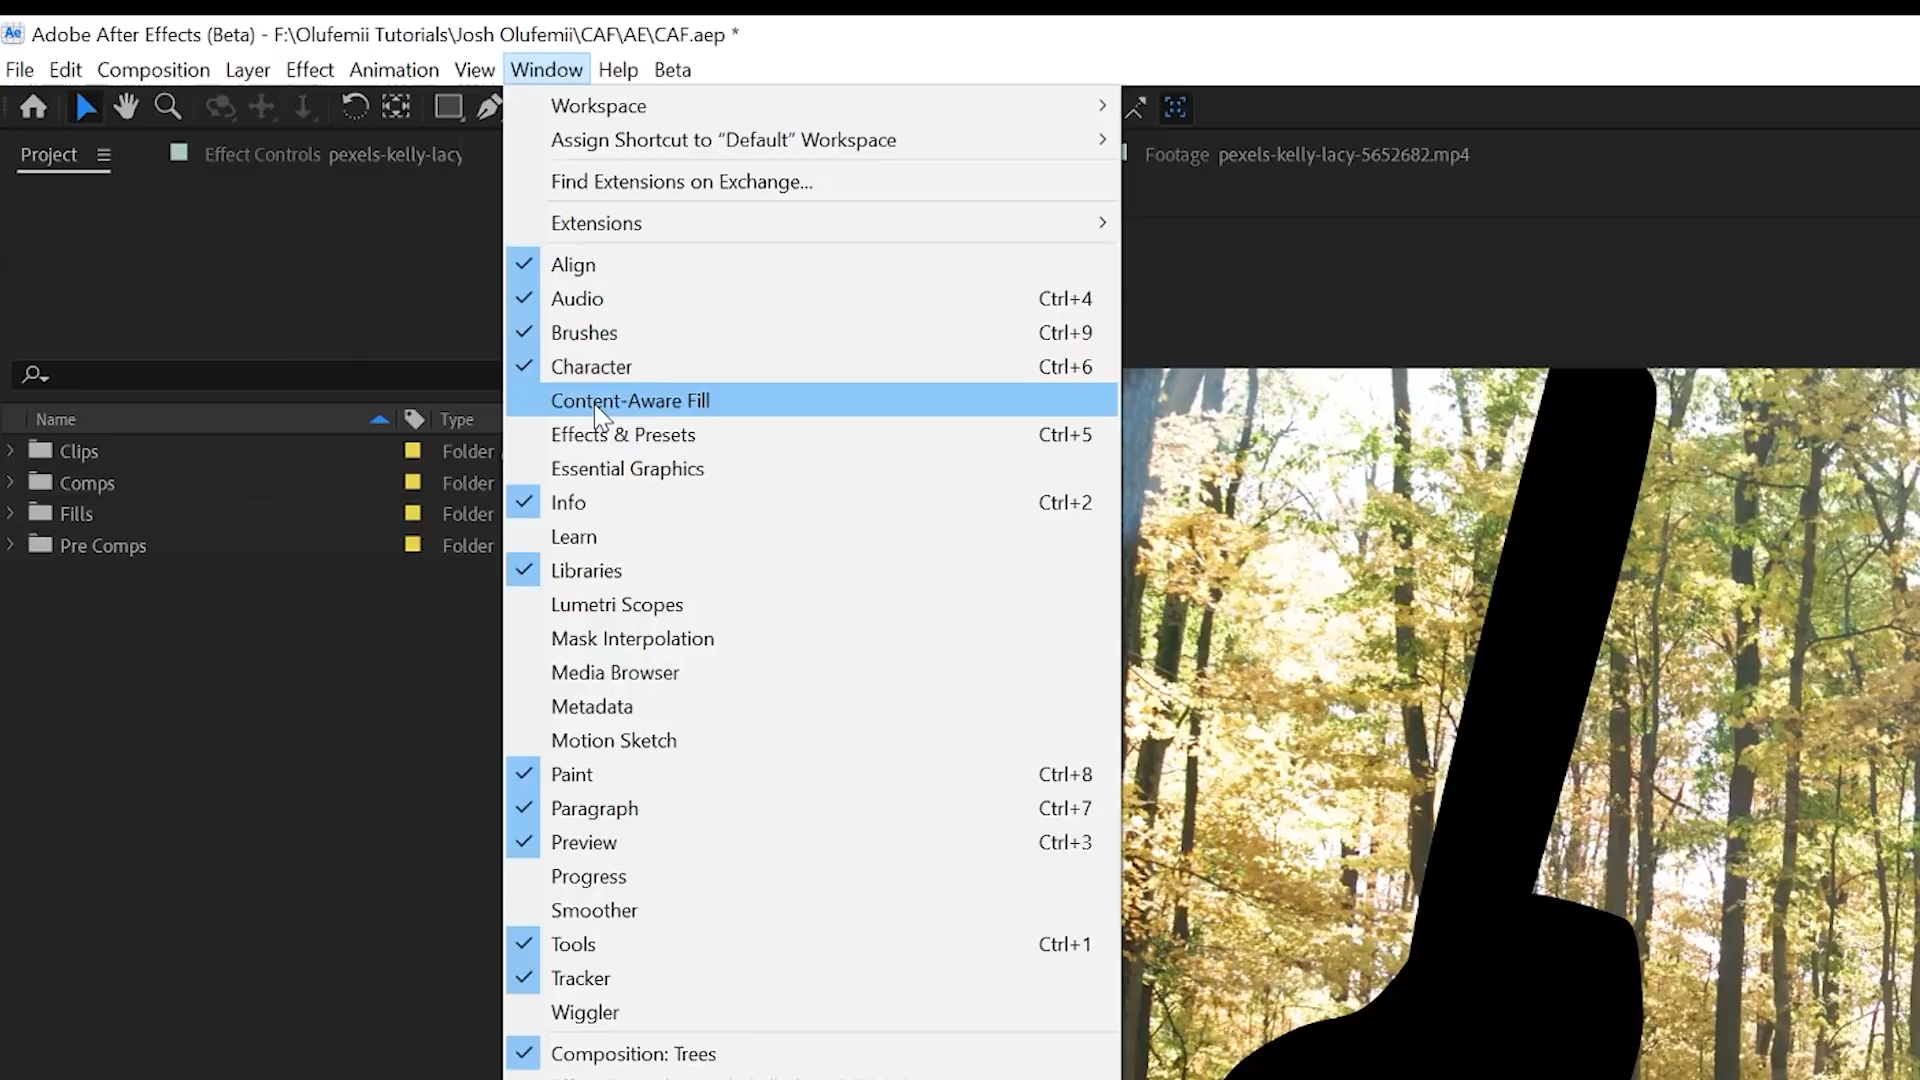 Ae Adobe After Effects (Beta) - F:\Olufemii Tutorials\Josh Olufemii\CAF\AE\CAF.aep *
File Edit Composition Layer Effect Animation View Window Help Beta
Workspace
Assign Shortcut to “Default” Workspace
Project
Effect Controls pexels-kelly-lacy
Footage pexels-kelly-lacy-5652682.mp4
Find Extensions on Exchange...
Extensions
Align
Audio Ctrl+4
Brushes Ctrl+9
Character Ctrl+6
Content-Aware Fill
Effects & Presets Ctrl+5
Essential Graphics
Info Ctrl+2
Learn
Libraries
Lumetri Scopes
Mask Interpolation
Media Browser
Metadata
Motion Sketch
Paint Ctrl+8
Paragraph Ctrl+7
Preview Ctrl+3
Progress
Smoother
Tools Ctrl+1
Tracker
Wiggler
Composition: Trees
Name Type
Clips Folder
Comps Folder
Fills Folder
Pre Comps Folder